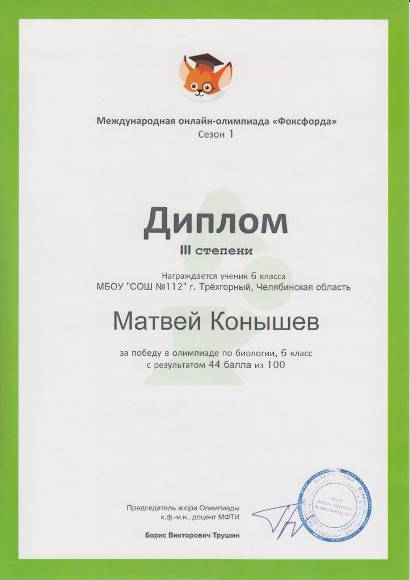 Международная онлайн-олимпиада «Фоксфорда»
Сезон 1
Диплом
III степени
Награждается ученик 6 класса
МБОУ "СОШ №112" г. Трёхгорный, Челябинская область
Матвей Конышев
за победу в олимпиаде по биологии, 6 класс
с результатом 44 балла из 100
Председатель жюри Олимпиады
к.ф.-м.н., доцент МФТИ
Борис Викторович Трушин